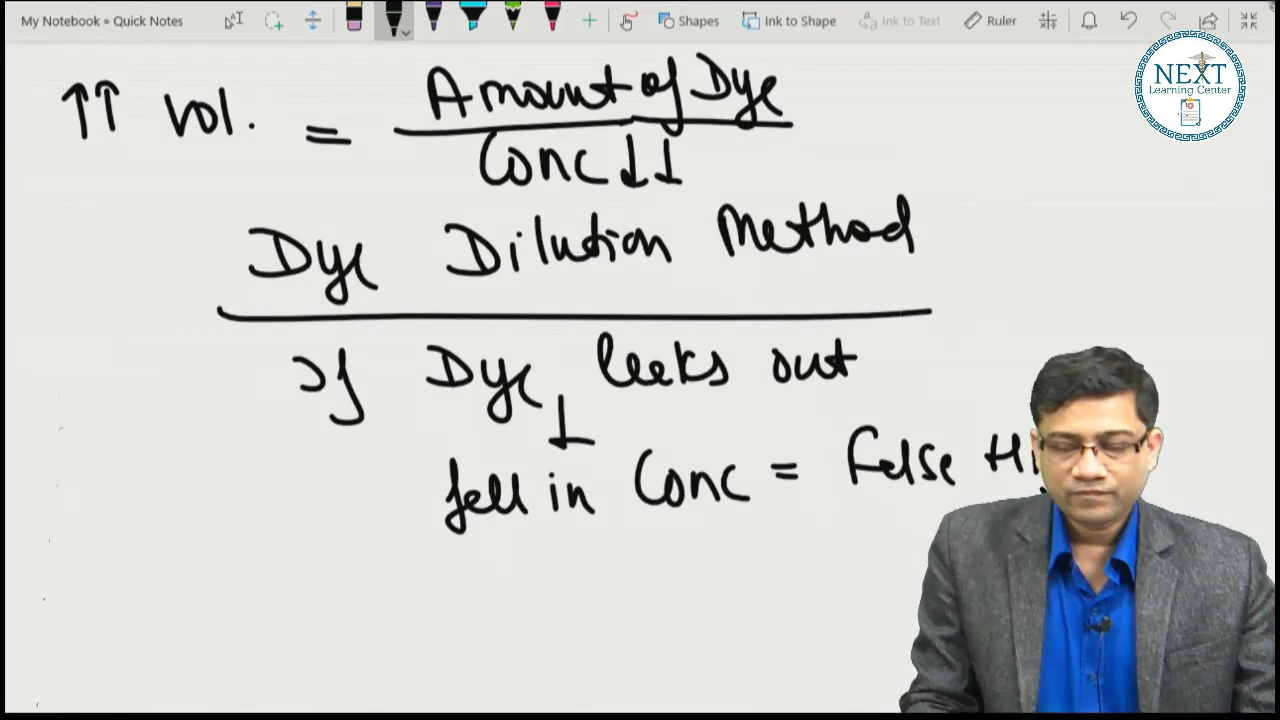 My Notebook » Quick Notes
Shapes
Ink to Shape
Ink to Text
Ruler
NEXT
Learning Center
↑↑ Vol. = Amount of Dye
Conc ↓↓
Dye Dilution Method
If Dye leeks out
↓
fell in Conc = False